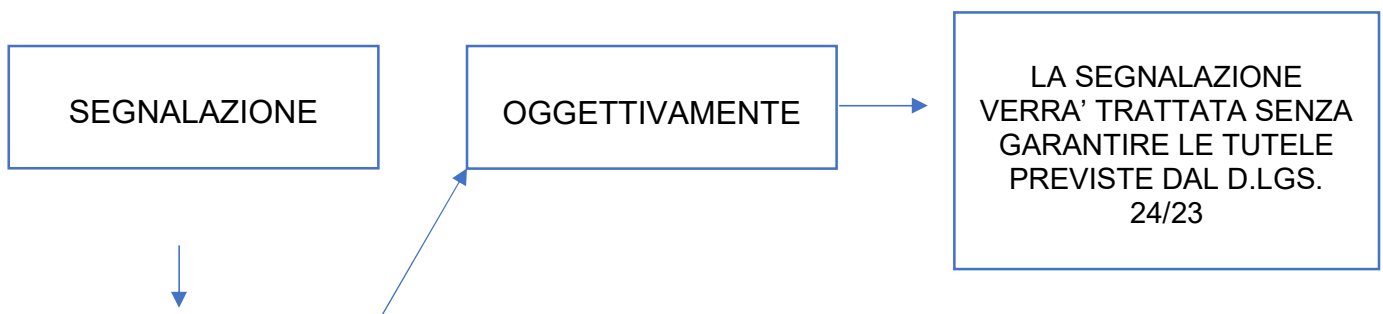 SEGNALAZIONE
OGGETTIVAMENTE
LA SEGNALAZIONE
VERRA’ TRATTATA SENZA
GARANTIRE LE TUTELE
PREVISTE DAL D.LGS.
24/23